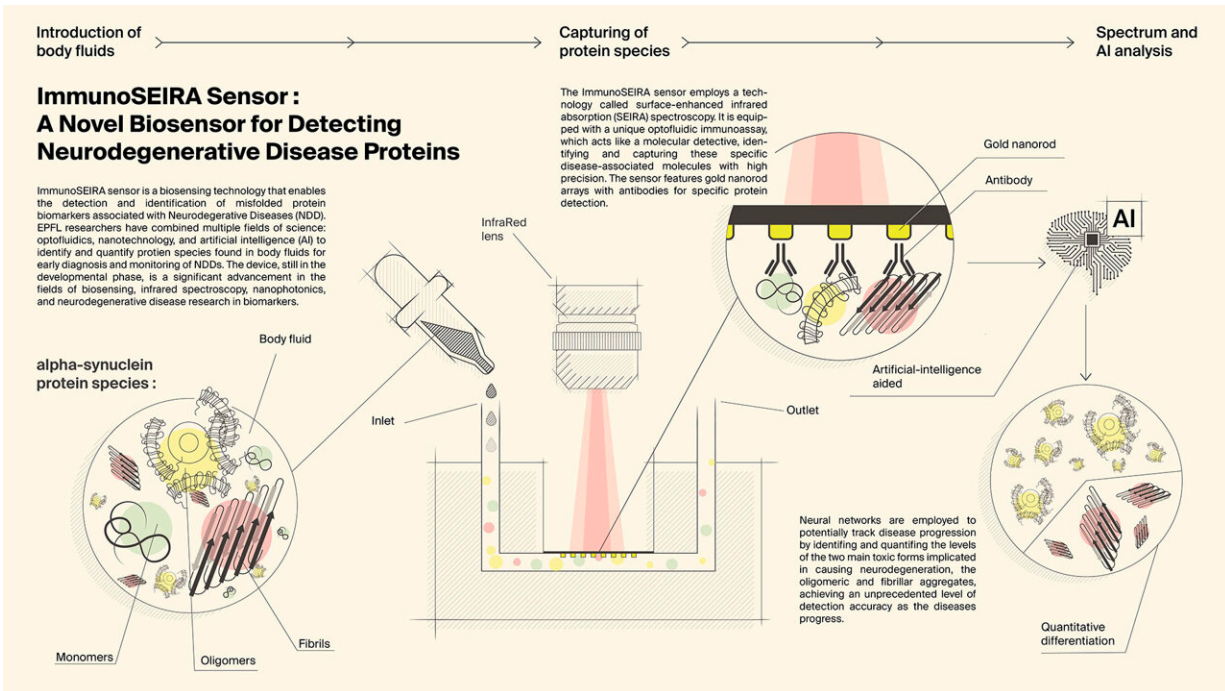 Introduction of
body fluids
Capturing of
protein species
Spectrum and
AI analysis
ImmunoSEIRA Sensor :
A Novel Biosensor for Detecting
Neurodegenerative Disease Proteins
ImmunoSEIRA sensor is a biosensing technology that enables
the detection and identification of misfolded protein
biomarkers associated with Neurodegerative Diseases (NDD).
EPFL researchers have combined multiple fields of science:
optofluidics, nanotechnology, and artificial intelligence (AI) to
identify and quantify protien species found in body fluids for
early diagnosis and monitoring of NDDs. The device, still in the
developmental phase, is a significant advancement in the
fields of biosensing, infrared spectroscopy, nanophotonics,
and neurodegenerative disease research in biomarkers.
The ImmunoSEIRA sensor employs a tech-
nology called surface-enhanced infrared
absorption (SEIRA) spectroscopy. It is equip-
ped with a unique optofluidic immunoassay,
which acts like a molecular detective, iden-
tifying and capturing these specific
disease-associated molecules with high
precision. The sensor features gold nanorod
arrays with antibodies for specific protein
detection.
Gold nanorod
Antibody
AI
InfraRed
lens
Body fluid
alpha-synuclein
protein species :
Inlet
Outlet
Artificial-intelligence
aided
Neural networks are employed to
potentially track disease progression
by identifing and quantifing the levels
of the two main toxic forms implicated
in causing neurodegeneration, the
oligomeric and fibrillar aggregates,
achieving an unprecedented level of
detection accuracy as the diseases
progress.
Quantitative
differentiation
Monomers
Oligomers
Fibrils